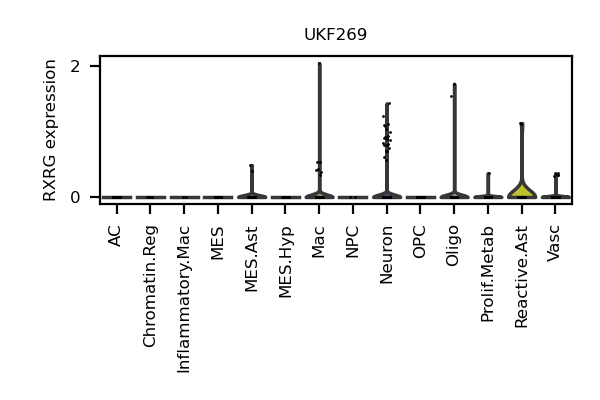 UKF269
RXRG expression
2
0
AC
Chromatin.Reg
Inflammatory.Mac
MES
MES.Ast
MES.Hyp
Mac
NPC
Neuron
OPC
Oligo
Prolif.Metab
Reactive.Ast
Vasc